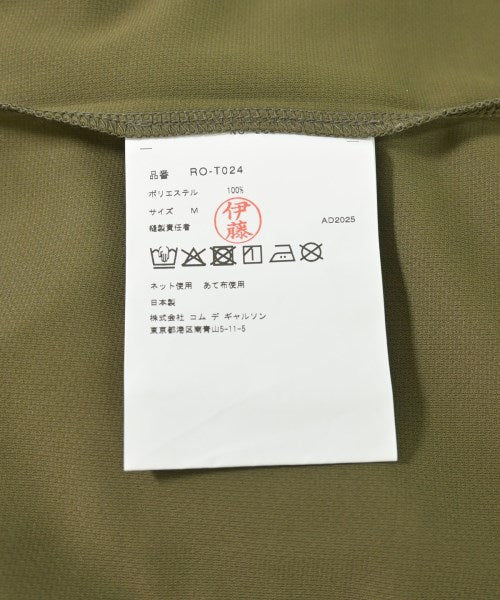 品番 RO-T024
ポリエステル 100%
サイズ M
伊藤
縫製責任者 AD2025
ネット使用 あて布使用
日本製
株式会社 コム デ ギャルソン
東京都港区南青山5-11-5